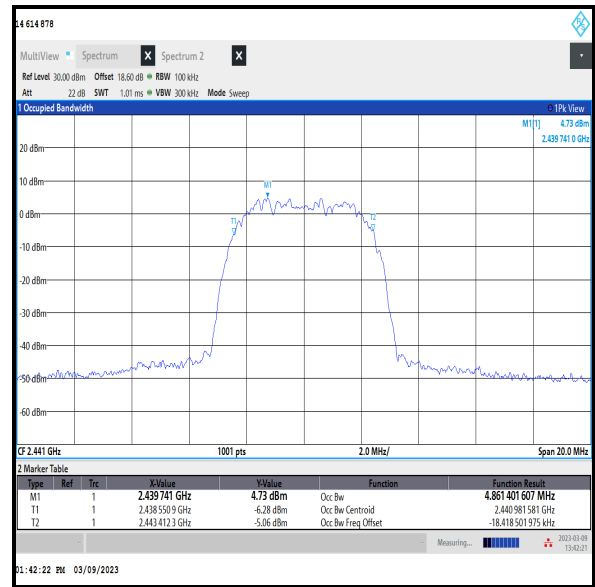 14 614 878
R&S
MultiView Spectrum X Spectrum 2 X
Ref Level 30.00 dBm Offset 18.60 dB RBW 100 kHz
Att 22 dB SWT 1.01 ms VBW 300 kHz Mode Sweep
1 Occupied Bandwidth 1Pk View
M1[1] 4.73 dBm
2.439 741 0 GHz
20 dBm
10 dBm
M1
0 dBm
T1 T2
-10 dBm
-20 dBm
-30 dBm
-40 dBm
-50 dBm
-60 dBm
CF 2.441 GHz 1001 pts 2.0 MHz/ Span 20.0 MHz
2 Marker Table
Type Ref Trc X-Value Y-Value Function Function Result
M1 1 2.439 741 GHz 4.73 dBm Occ Bw 4.861 401 607 MHz
T1 1 2.438 550 9 GHz -6.28 dBm Occ Bw Centroid 2.440 981 581 GHz
T2 1 2.443 412 3 GHz -5.06 dBm Occ Bw Freq Offset -18.418 501 975 kHz
Measuring... 2023-03-09
13:42:21
01:42:22 PM 03/09/2023